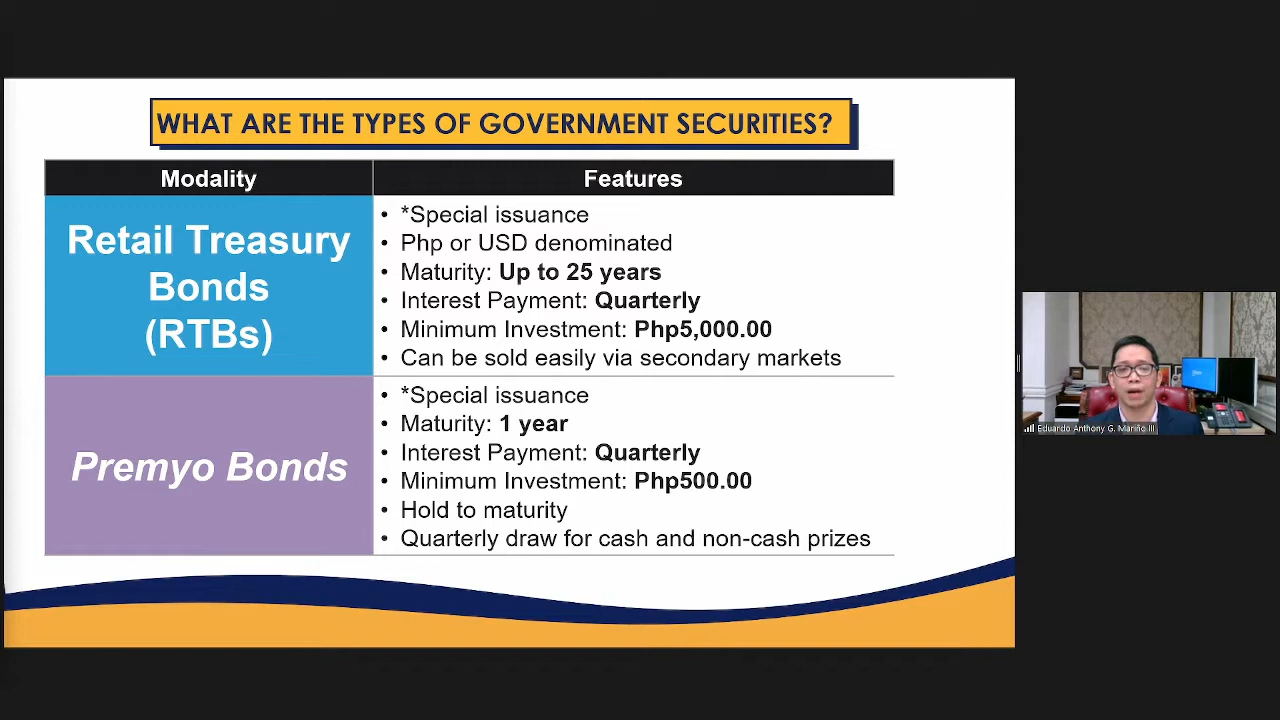 WHAT ARE THE TYPES OF GOVERNMENT SECURITIES?
Modality
Features
Retail Treasury
Bonds
(RTBs)
• *Special issuance
• Php or USD denominated
• Maturity: Up to 25 years
• Interest Payment: Quarterly
• Minimum Investment: Php5,000.00
• Can be sold easily via secondary markets
Premyo Bonds
• *Special issuance
• Maturity: 1 year
• Interest Payment: Quarterly
• Minimum Investment: Php500.00
• Hold to maturity
• Quarterly draw for cash and non-cash prizes
Eduardo Anthony G. Mariño III